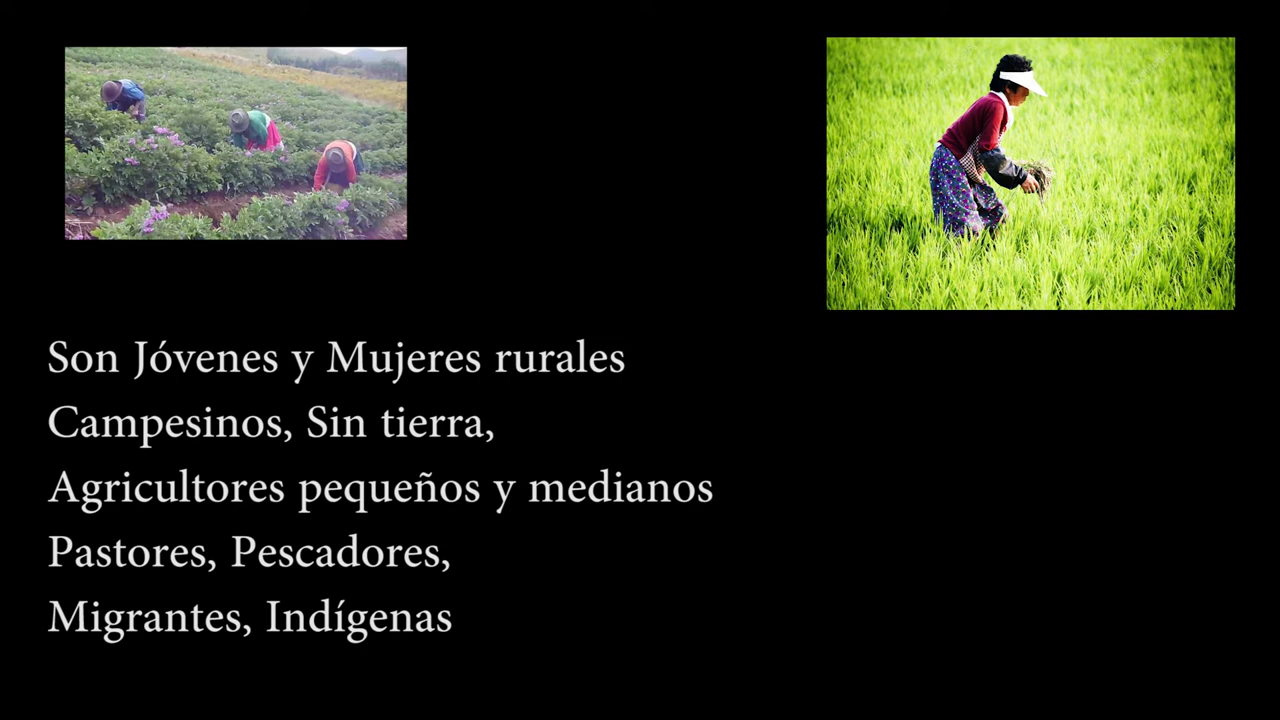 Son Jóvenes y Mujeres rurales
Campesinos, Sin tierra,
Agricultores pequeños y medianos
Pastores, Pescadores,
Migrantes, Indígenas